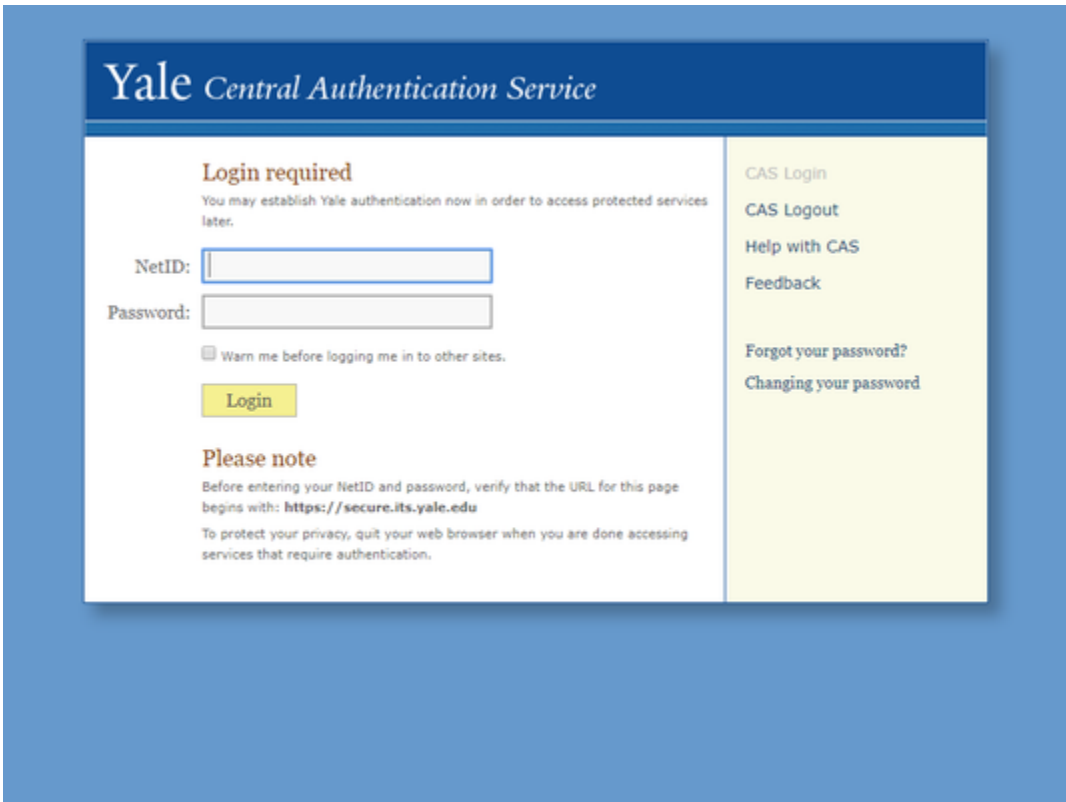 Yale Central Authentication Service
Login required
You may establish Yale authentication now in order to access protected services
later.
NetID:
Password:
Warn me before logging me in to other sites.
Login
Please note
Before entering your NetID and password, verify that the URL for this page
begins with: https://secure.its.yale.edu
To protect your privacy, quit your web browser when you are done accessing
services that require authentication.
CAS Login
CAS Logout
Help with CAS
Feedback
Forgot your password?
Changing your password